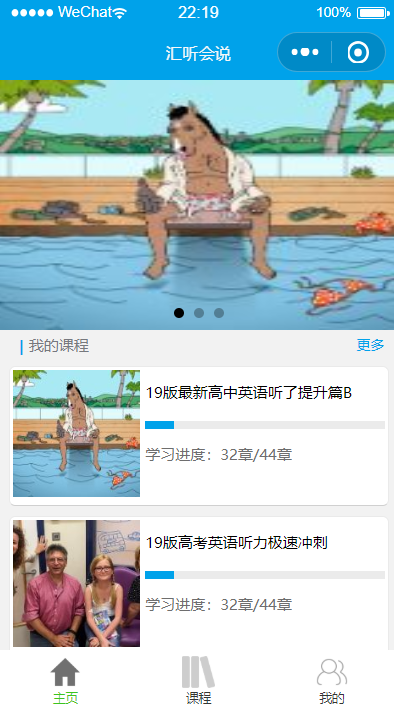 WeChat 22:19 100%
汇听会说
我的课程 更多
19版最新高中英语听了提升篇B
学习进度：32章/44章
19版高考英语听力极速冲刺
学习进度：32章/44章
主页 课程 我的